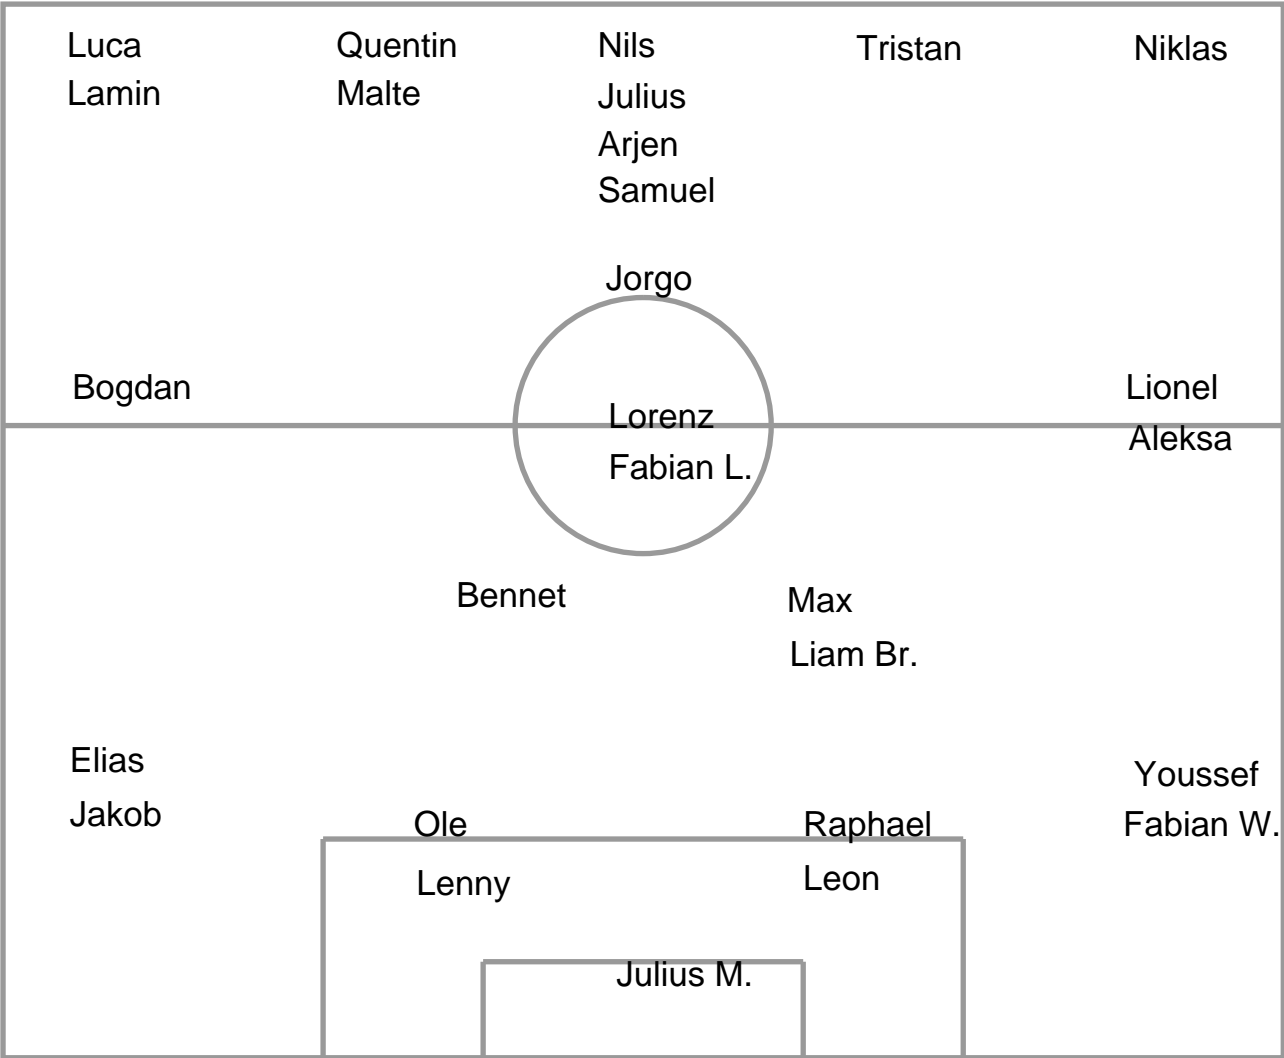 Luca
Lamin
Quentin
Malte
Nils
Julius
Arjen
Samuel
Tristan
Niklas
Jorgo
Bogdan
Lorenz
Fabian L.
Lionel
Aleksa
Bennet
Max
Liam Br.
Elias
Jakob
Ole
Lenny
Raphael
Leon
Youssef
Fabian W.
Julius M.